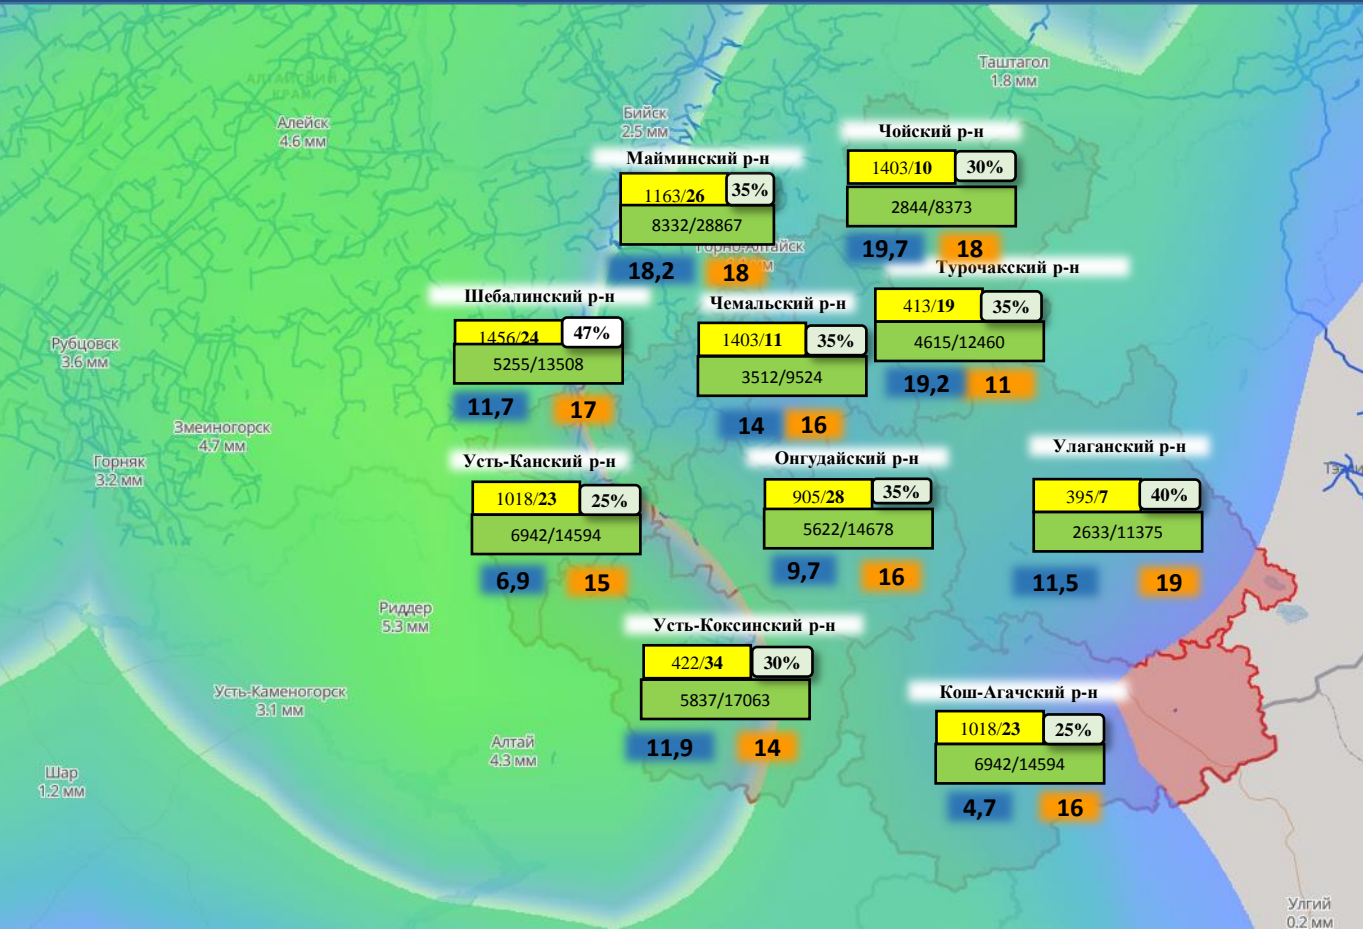 Таштагол
1.8 мм
АЛТАЙСКИЙ
КРАЙ
Алейск
4.6 мм
Бийск
2.5 мм
Чойский р-н
1403/10
30%
2844/8373
19,7
18
Майминский р-н
1163/26
35%
8332/28867
Горно-Алтайск
18,2
18
Турочакский р-н
413/19
35%
4615/12460
19,2
11
Шебалинский р-н
1456/24
47%
5255/13508
11,7
17
Чемальский р-н
1403/11
35%
3512/9524
14
16
Рубцовск
3.6 мм
Змеиногорск
4.7 мм
Горняк
3.2 мм
Усть-Канский р-н
1018/23
25%
6942/14594
6,9
15
Онгудайский р-н
905/28
35%
5622/14678
9,7
16
Улаганский р-н
395/7
40%
2633/11375
11,5
19
Риддер
5.3 мм
Усть-Коксинский р-н
422/34
30%
5837/17063
11,9
14
Усть-Каменогорск
3.1 мм
Кош-Агачский р-н
1018/23
25%
6942/14594
4,7
16
Алтай
4.3 мм
Шар
1.2 мм
Улгий
0.2 мм